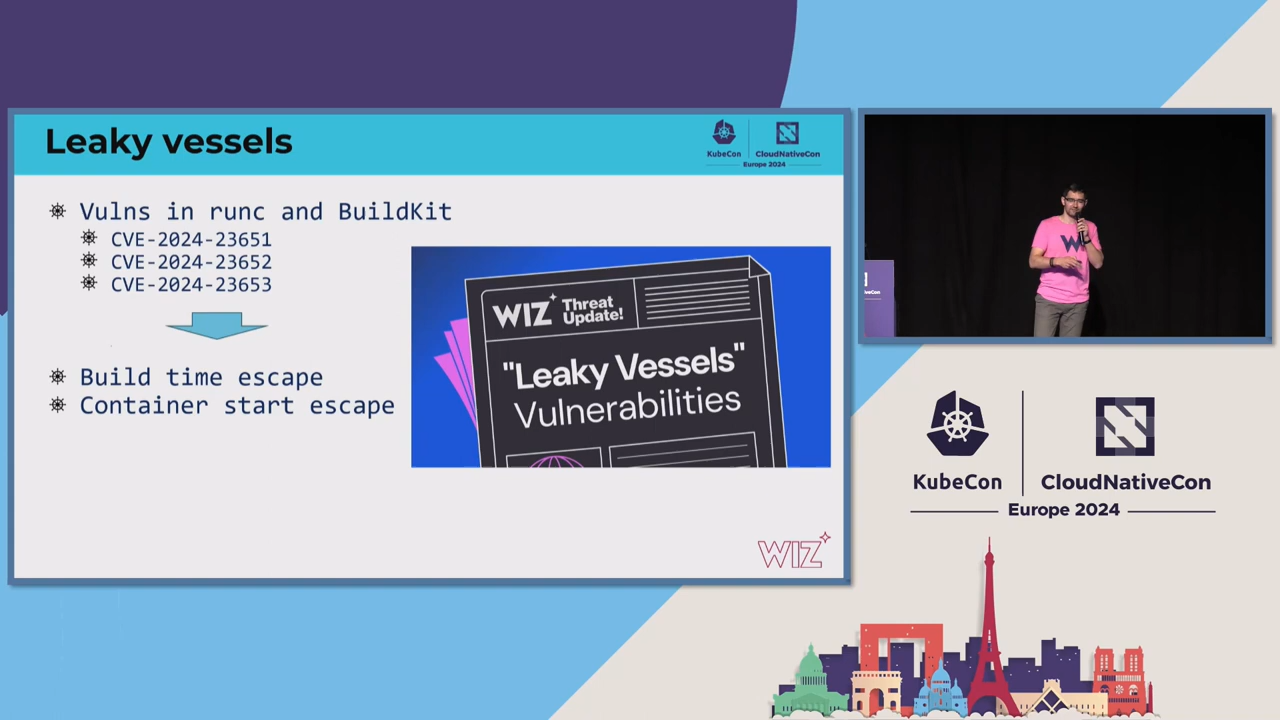 Leaky vessels
KubeCon
CloudNativeCon
Europe 2024
Vulns in runc and BuildKit
CVE-2024-23651
CVE-2024-23652
CVE-2024-23653
Build time escape
Container start escape
WIZ Threat
Update!
"Leaky Vessels"
Vulnerabilities
WIZ
W
KubeCon
CloudNativeCon
Europe 2024